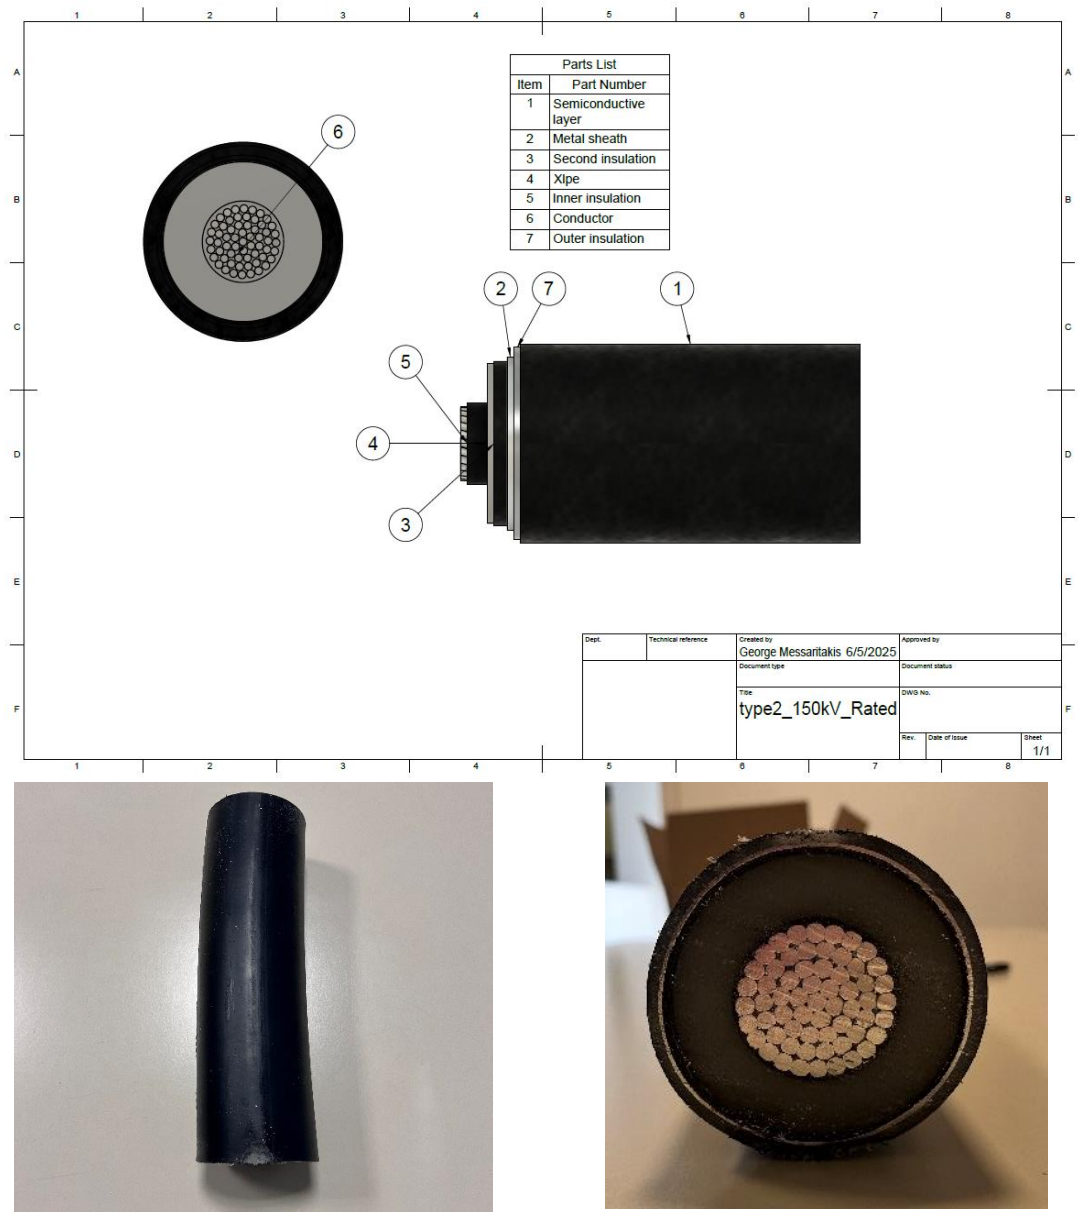 1 2 3 4 5 6 7 8
A A
Parts List
Item Part Number
1 Semiconductive
layer
2 Metal sheath
3 Second insulation
4 Xlpe
5 Inner insulation
6 Conductor
7 Outer insulation
6
B B
2 7 1
C C
5
4
D D
3
E E
Dept.
Technical reference
Created by
George Messaritakis 6/5/2025
Approved by
Document type
Document status
Title
type2_150kV_Rated
DWG No.
F F
Rev.
Date of issue
Sheet
1/1
1 2 3 4 5 6 7 8